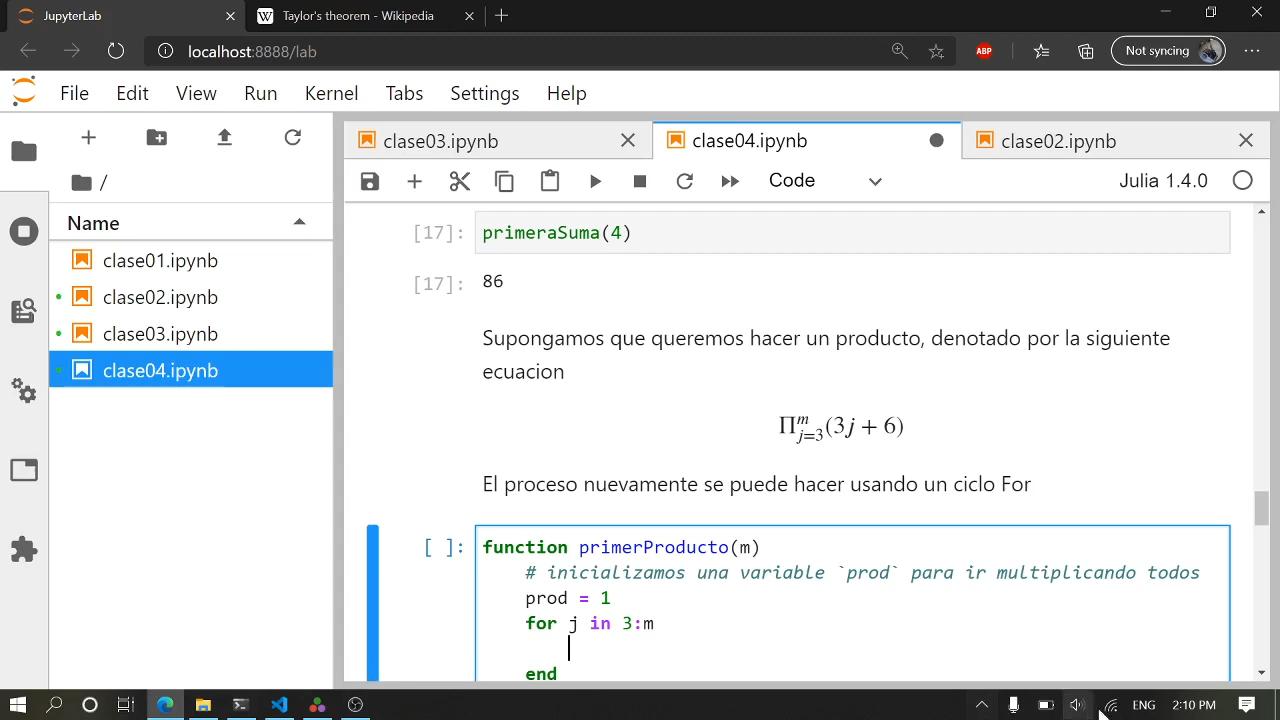 JupyterLab
Taylor's theorem - Wikipedia
localhost:8888/lab
ABP
Not syncing
File Edit View Run Kernel Tabs Settings Help
clase03.ipynb
clase04.ipynb
clase02.ipynb
/
Code
Julia 1.4.0
Name
clase01.ipynb
clase02.ipynb
clase03.ipynb
clase04.ipynb
[17]: primeraSuma(4)
[17]: 86
Supongamos que queremos hacer un producto, denotado por la siguiente
ecuacion
Π_{j=3}^{m}(3j + 6)
El proceso nuevamente se puede hacer usando un ciclo For
[ ]: function primerProducto(m)
# inicializamos una variable `prod` para ir multiplicando todos
prod = 1
for j in 3:m
end
ENG 2:10 PM